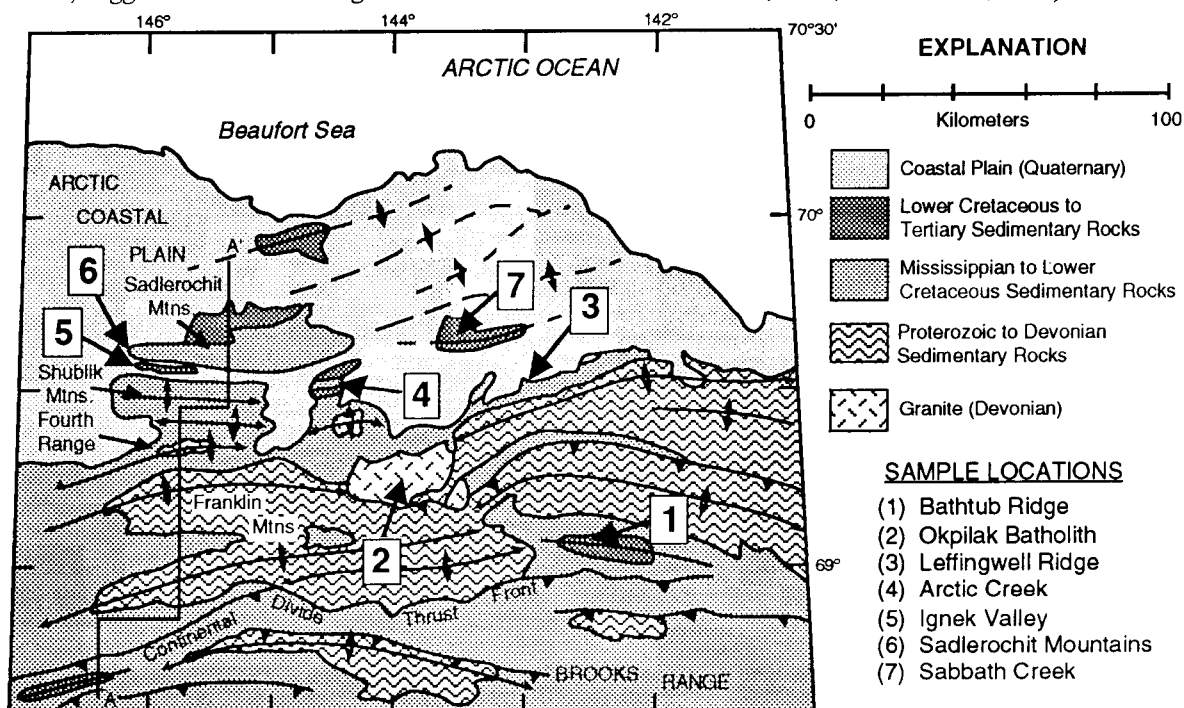 146°
144°
142°
70°30'
ARCTIC OCEAN
Beaufort Sea
ARCTIC
COASTAL
PLAIN
A'
70°
6
Sadlerochit
Mtns.
7
3
5
Shublik
Mtns.
4
Fourth
Range
Franklin
Mtns
1
2
69°
Continental
Divide
Thrust
Front
BROOKS
RANGE
A
EXPLANATION
0
Kilometers
100
Coastal Plain (Quaternary)
Lower Cretaceous to
Tertiary Sedimentary Rocks
Mississippian to Lower
Cretaceous Sedimentary Rocks
Proterozoic to Devonian
Sedimentary Rocks
Granite (Devonian)
SAMPLE LOCATIONS
(1) Bathtub Ridge
(2) Okpilak Batholith
(3) Leffingwell Ridge
(4) Arctic Creek
(5) Ignek Valley
(6) Sadlerochit Mountains
(7) Sabbath Creek